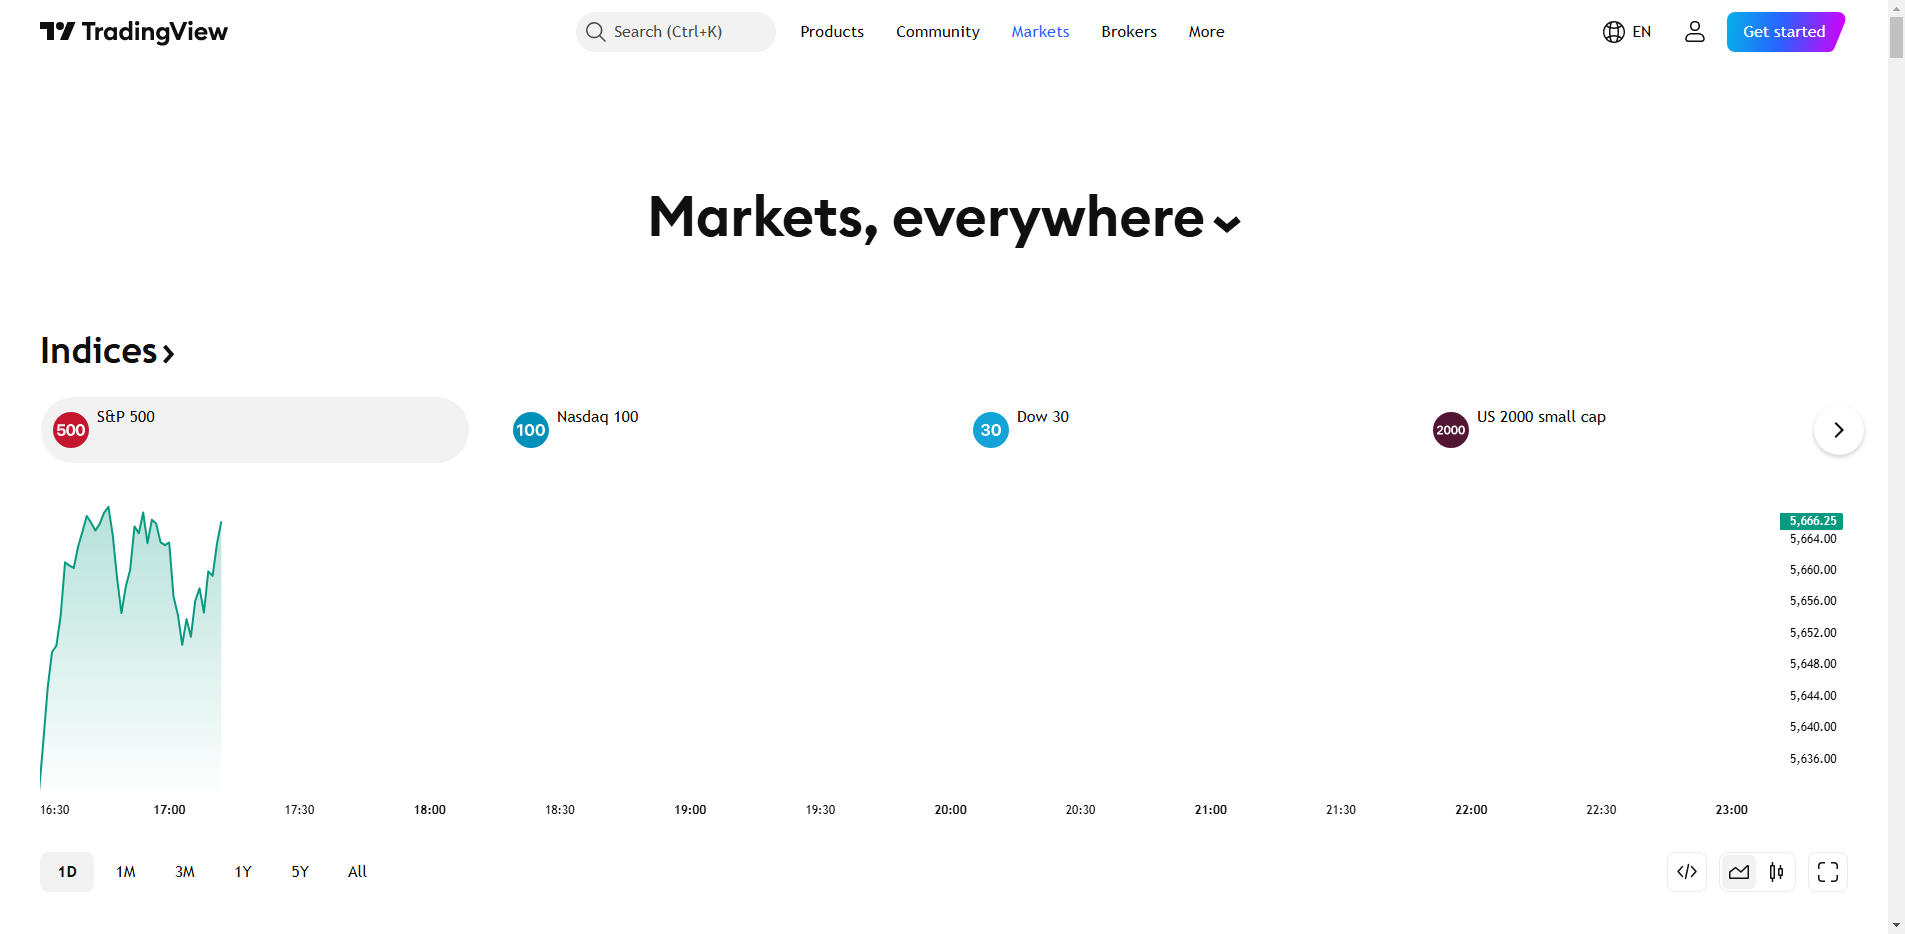 TradingView
Search (Ctrl+K)
Products
Community
Markets
Brokers
More
EN
Get started
Markets, everywhere
Indices
500
S&P 500
100
Nasdaq 100
30
Dow 30
2000
US 2000 small cap
5,666.25
5,664.00
5,660.00
5,656.00
5,652.00
5,648.00
5,644.00
5,640.00
5,636.00
16:30 17:00 17:30 18:00 18:30 19:00 19:30 20:00 20:30 21:00 21:30 22:00 22:30 23:00
1D 1M 3M 1Y 5Y All